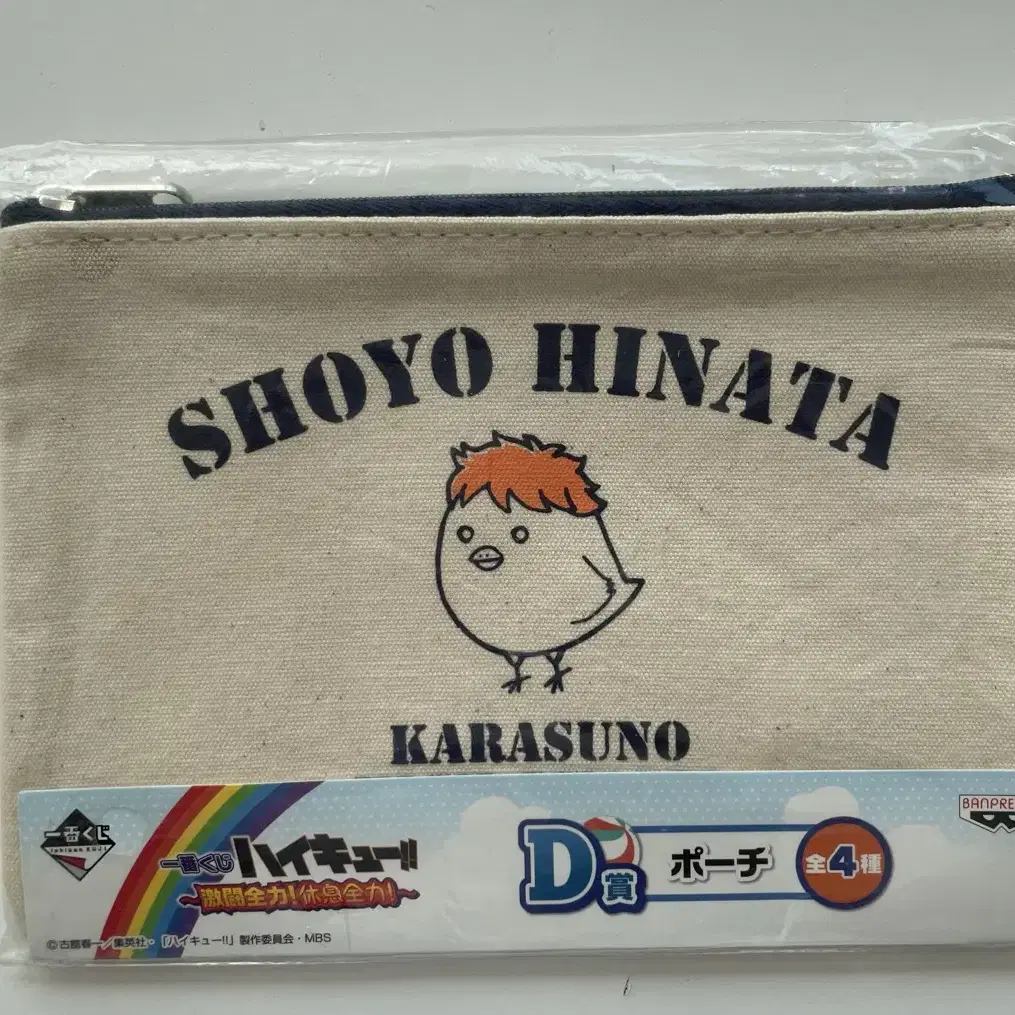 SHOYO HINATA
KARASUNO
一番くじ
ichiban KUJI
一番くじ ハイキュー!!
～激闘全力!休息全力!～
D賞
ポーチ
全4種
BANPRE
©古舘春一/集英社・「ハイキュー!!」製作委員会・MBS